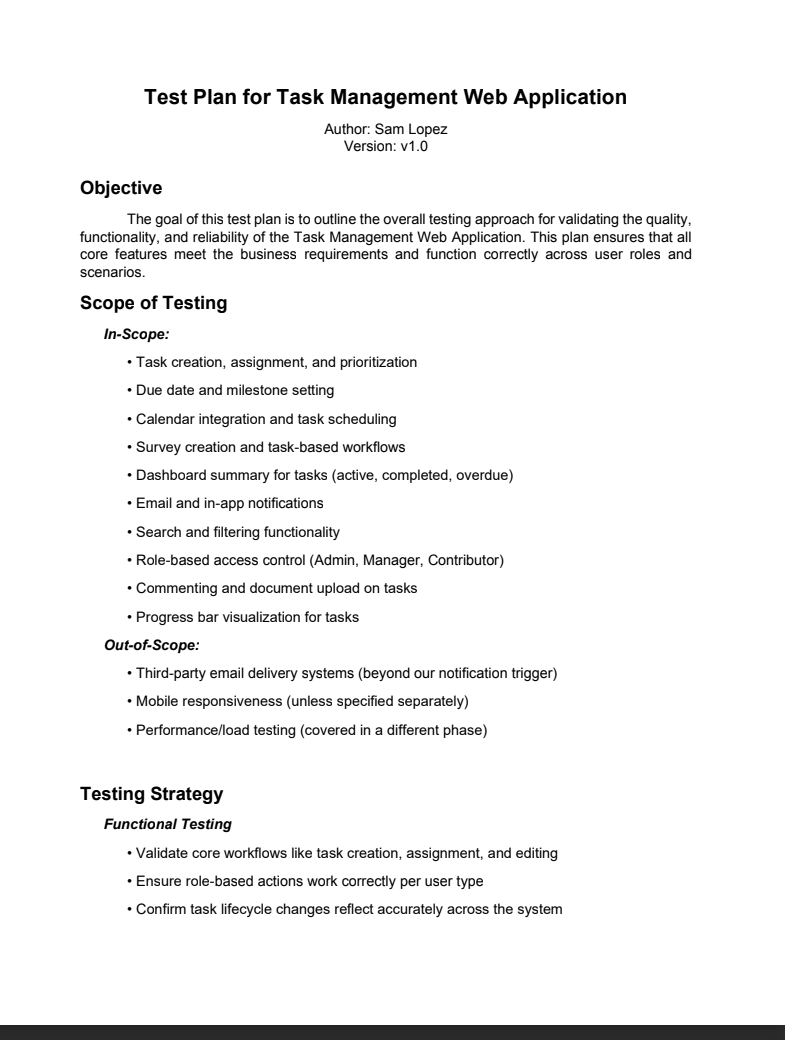 Test Plan for Task Management Web Application
Author: Sam Lopez
Version: v1.0
Objective
The goal of this test plan is to outline the overall testing approach for validating the quality,
functionality, and reliability of the Task Management Web Application. This plan ensures that all
core features meet the business requirements and function correctly across user roles and
scenarios.
Scope of Testing
In-Scope:
• Task creation, assignment, and prioritization
• Due date and milestone setting
• Calendar integration and task scheduling
• Survey creation and task-based workflows
• Dashboard summary for tasks (active, completed, overdue)
• Email and in-app notifications
• Search and filtering functionality
• Role-based access control (Admin, Manager, Contributor)
• Commenting and document upload on tasks
• Progress bar visualization for tasks
Out-of-Scope:
• Third-party email delivery systems (beyond our notification trigger)
• Mobile responsiveness (unless specified separately)
• Performance/load testing (covered in a different phase)
Testing Strategy
Functional Testing
• Validate core workflows like task creation, assignment, and editing
• Ensure role-based actions work correctly per user type
• Confirm task lifecycle changes reflect accurately across the system